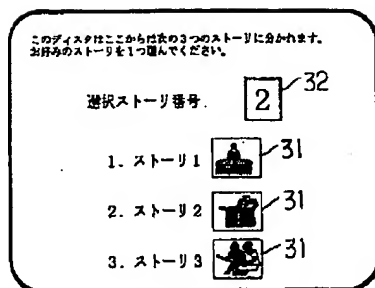 このディスクはここからは次の3つのストーリに分かれます。
お好みのストーリを1つ選んでください。
選択ストーリ番号. 2 32
1. ストーリ1 31
2. ストーリ2 31
3. ストーリ3 31